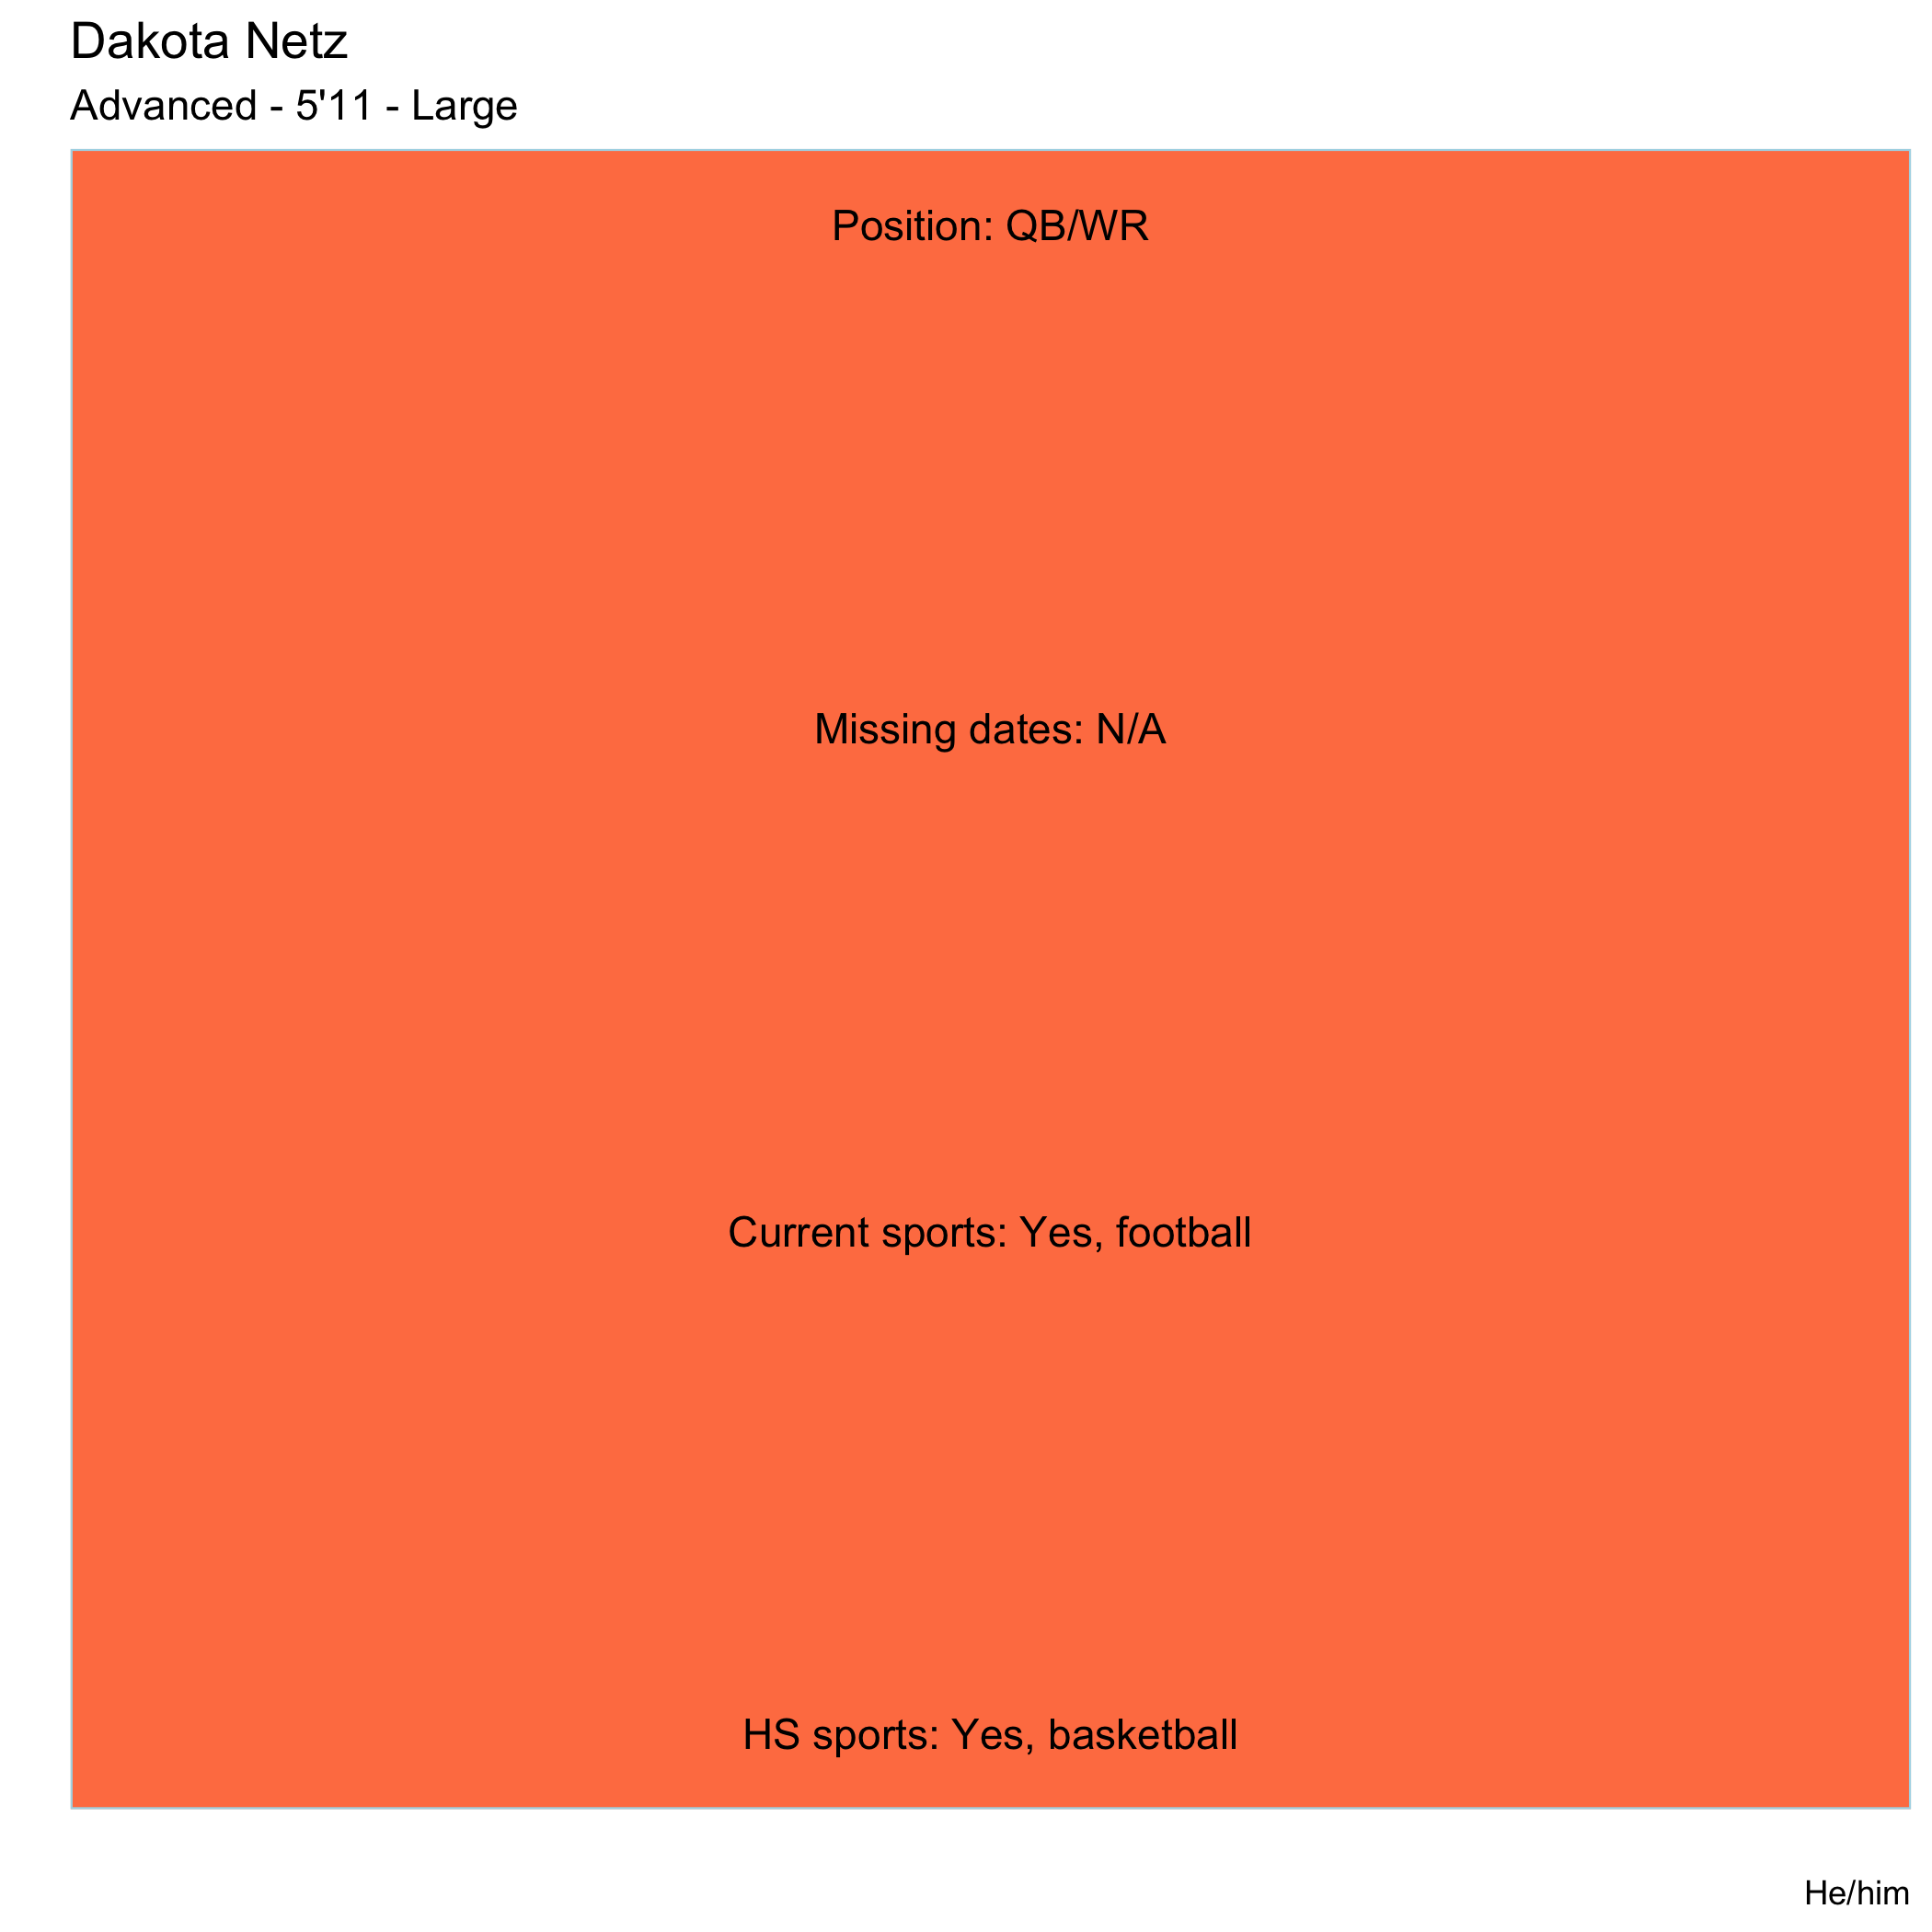 Dakota Netz
Advanced - 5'11 - Large
Position: QB/WR
Missing dates: N/A
Current sports: Yes, football
HS sports: Yes, basketball
He/him